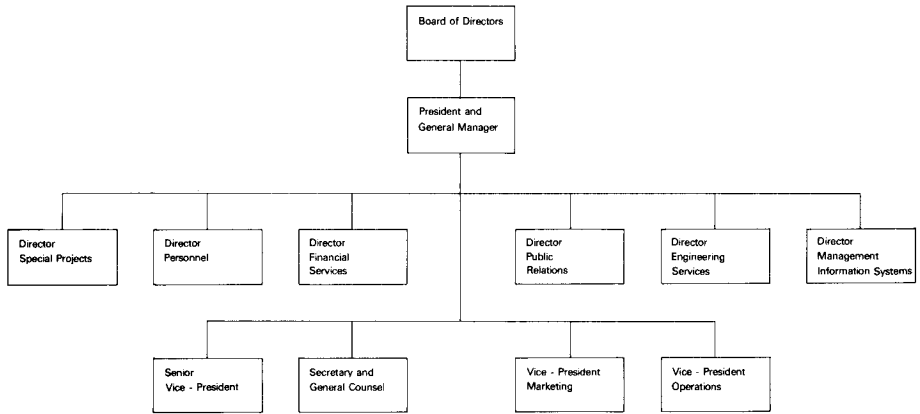 Board of Directors
President and
General Manager
Director
Special Projects
Director
Personnel
Director
Financial
Services
Director
Public
Relations
Director
Engineering
Services
Director
Management
Information Systems
Senior
Vice - President
Secretary and
General Counsel
Vice - President
Marketing
Vice - President
Operations